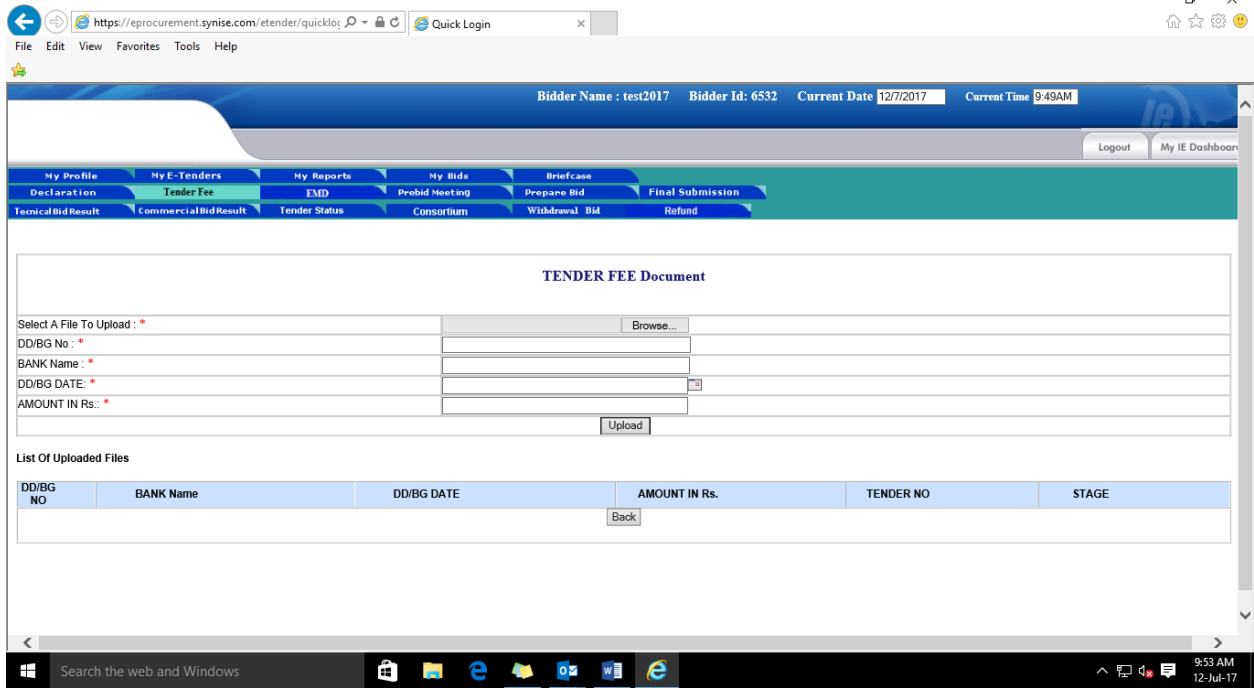 https://eprocurement.synise.com/etender/quicklog
Quick Login
File Edit View Favorites Tools Help
Bidder Name : test2017 Bidder Id: 6532 Current Date 12/7/2017 Current Time 9:49AM
Logout My IE Dashboar
My Profile My E-Tenders My Reports My Bids Briefcase
Declaration Tender Fee EMD Prebid Meeting Prepare Bid Final Submission
Tecnical Bid Result Commercial Bid Result Tender Status Consortium Withdrawal Bid Refund
TENDER FEE Document
Select A File To Upload : * Browse...
DD/BG No : *
BANK Name : *
DD/BG DATE: *
AMOUNT IN Rs.: *
Upload
List Of Uploaded Files
DD/BG NO BANK Name DD/BG DATE AMOUNT IN Rs. TENDER NO STAGE
Back
Search the web and Windows
9:53 AM
12-Jul-17